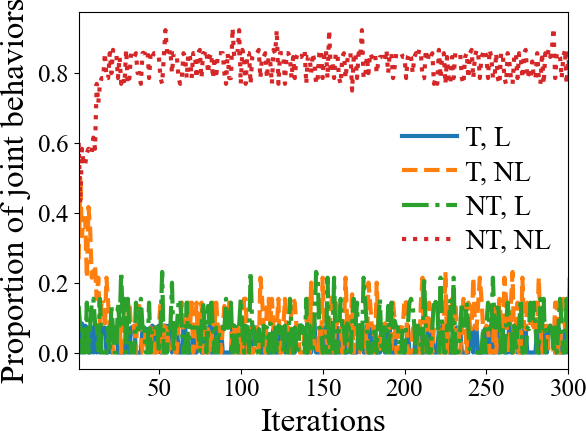 Proportion of joint behaviors
0.8
0.6
0.4
0.2
0.0
T, L
T, NL
NT, L
NT, NL
50 100 150 200 250 300
Iterations